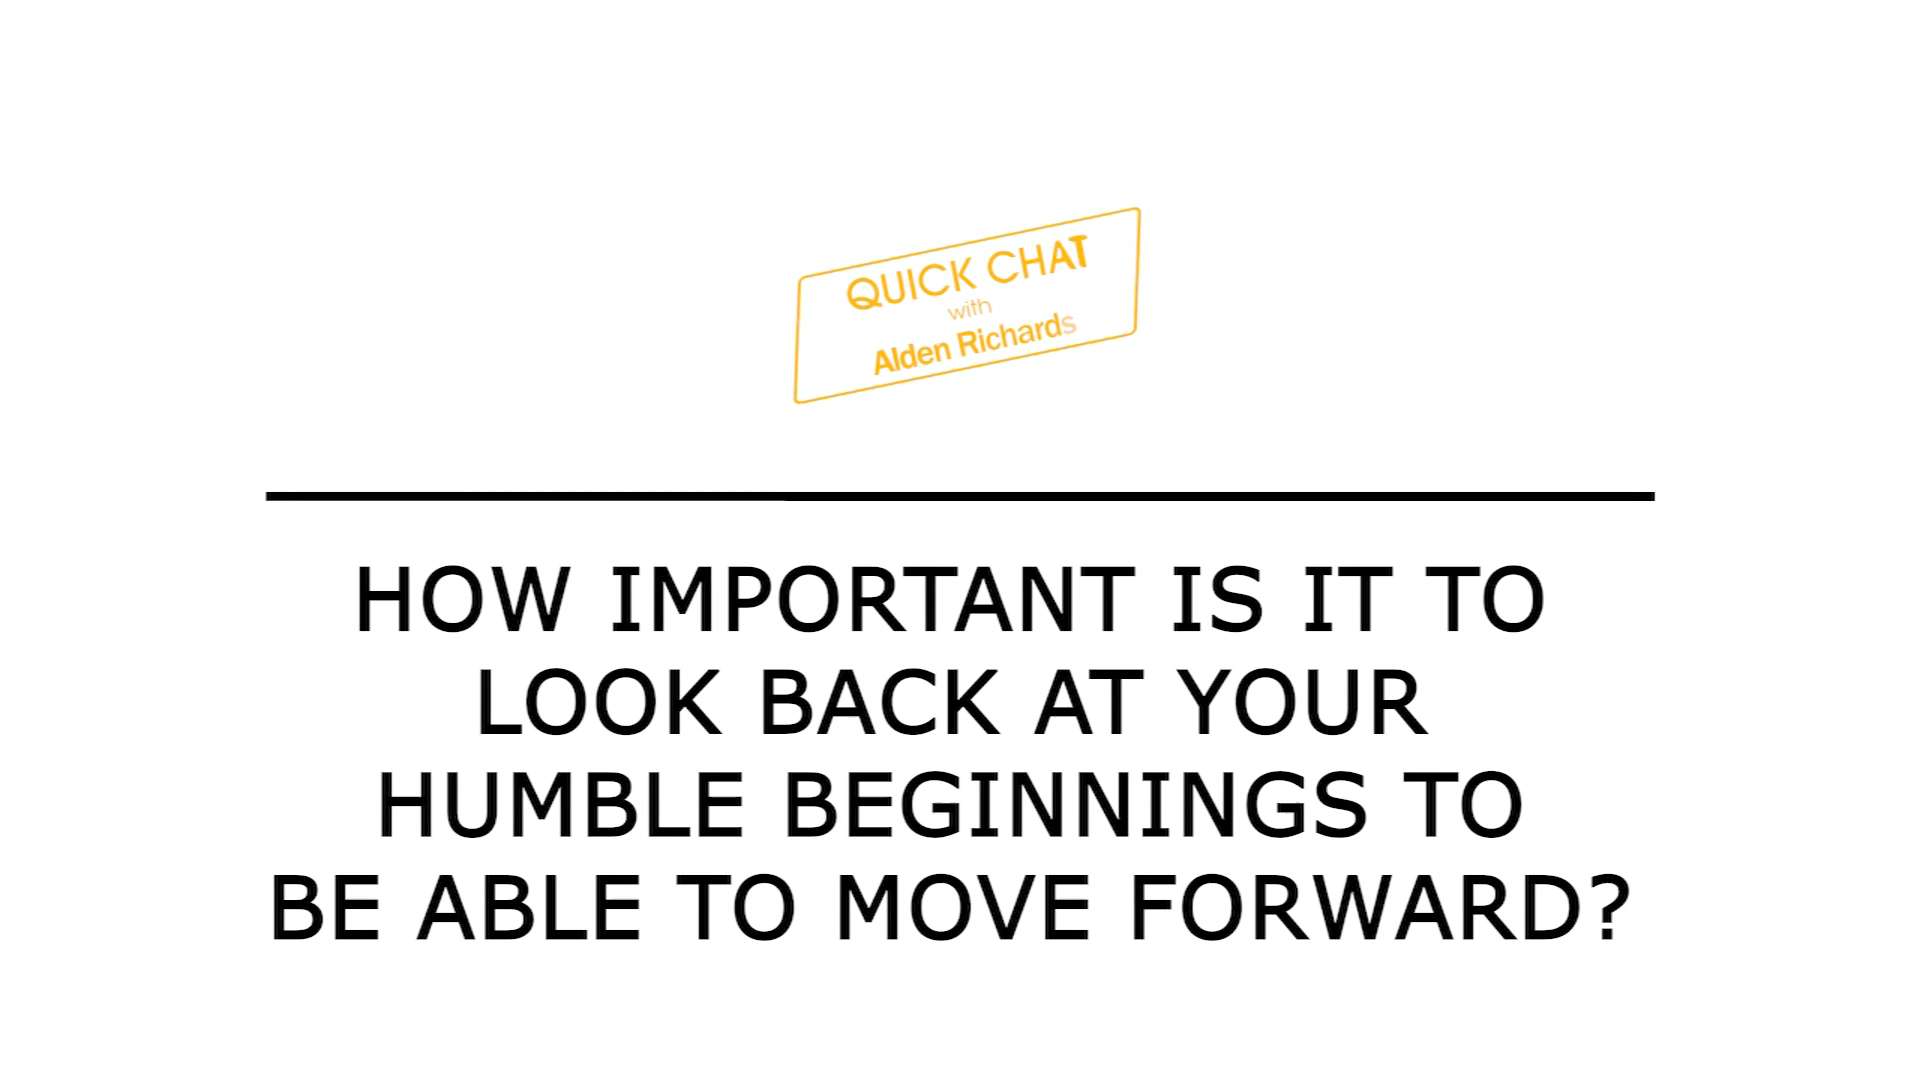 QUICK CHAT
with
Alden Richards
HOW IMPORTANT IS IT TO
LOOK BACK AT YOUR
HUMBLE BEGINNINGS TO
BE ABLE TO MOVE FORWARD?